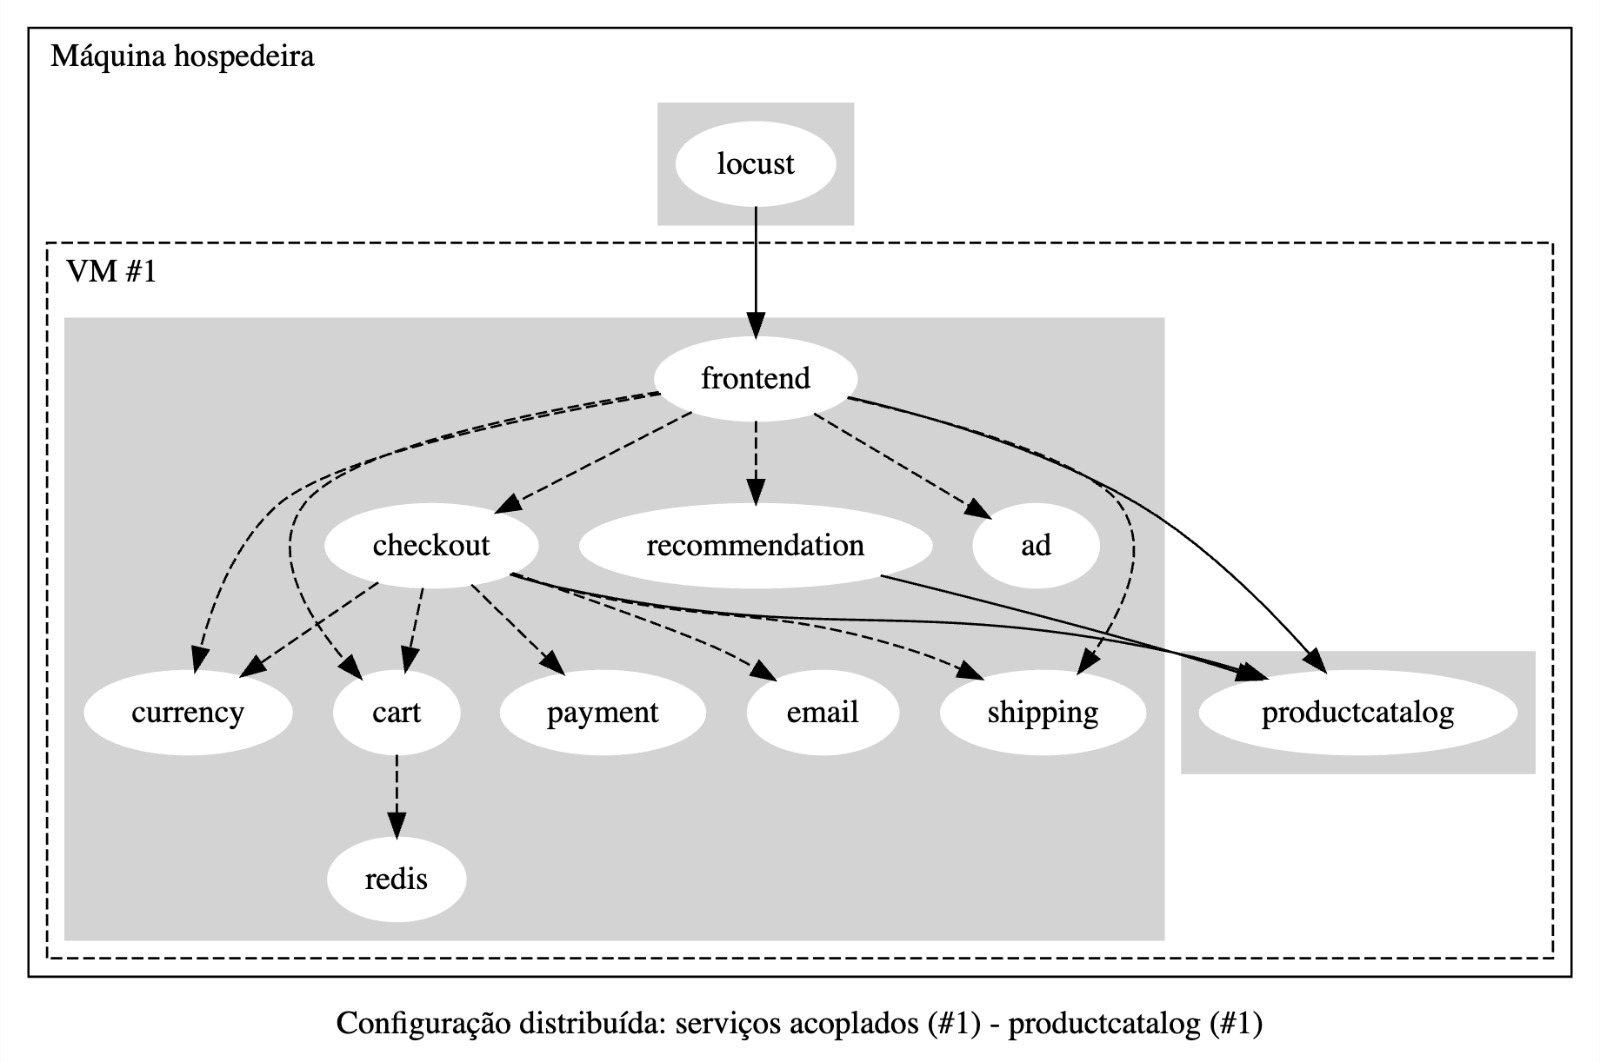 Máquina hospedeira
locust
VM #1
frontend
checkout
recommendation
ad
currency
cart
payment
email
shipping
productcatalog
redis
Configuração distribuída: serviços acoplados (#1) - productcatalog (#1)